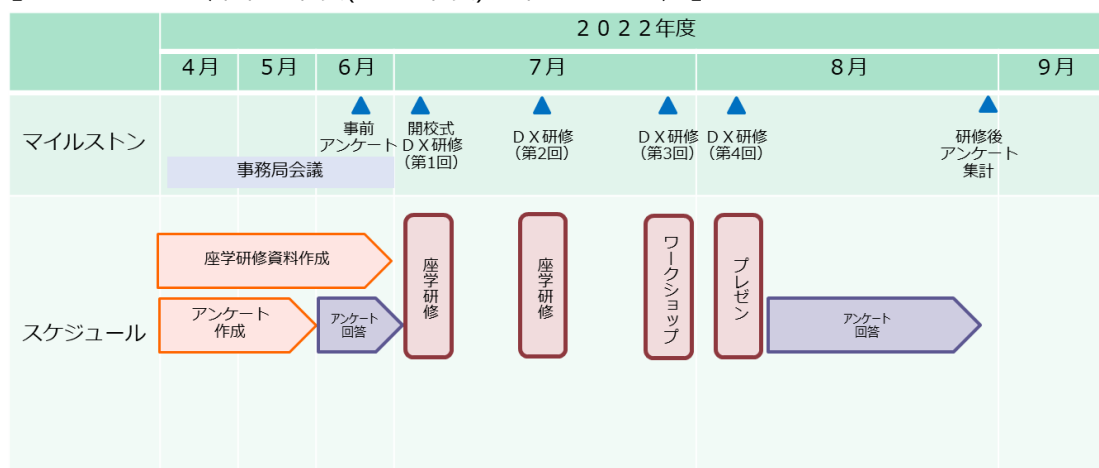 ２０２２年度
4月 5月 6月 7月 8月 9月
マイルストン
事前
アンケート
開校式
ＤＸ研修
(第1回)
ＤＸ研修
(第2回)
ＤＸ研修
(第3回)
ＤＸ研修
(第4回)
研修後
アンケート
集計
事務局会議
スケジュール
座学研修資料作成
アンケート
作成
アンケート
回答
座学研修
座学研修
ワークショップ
プレゼン
アンケート
回答